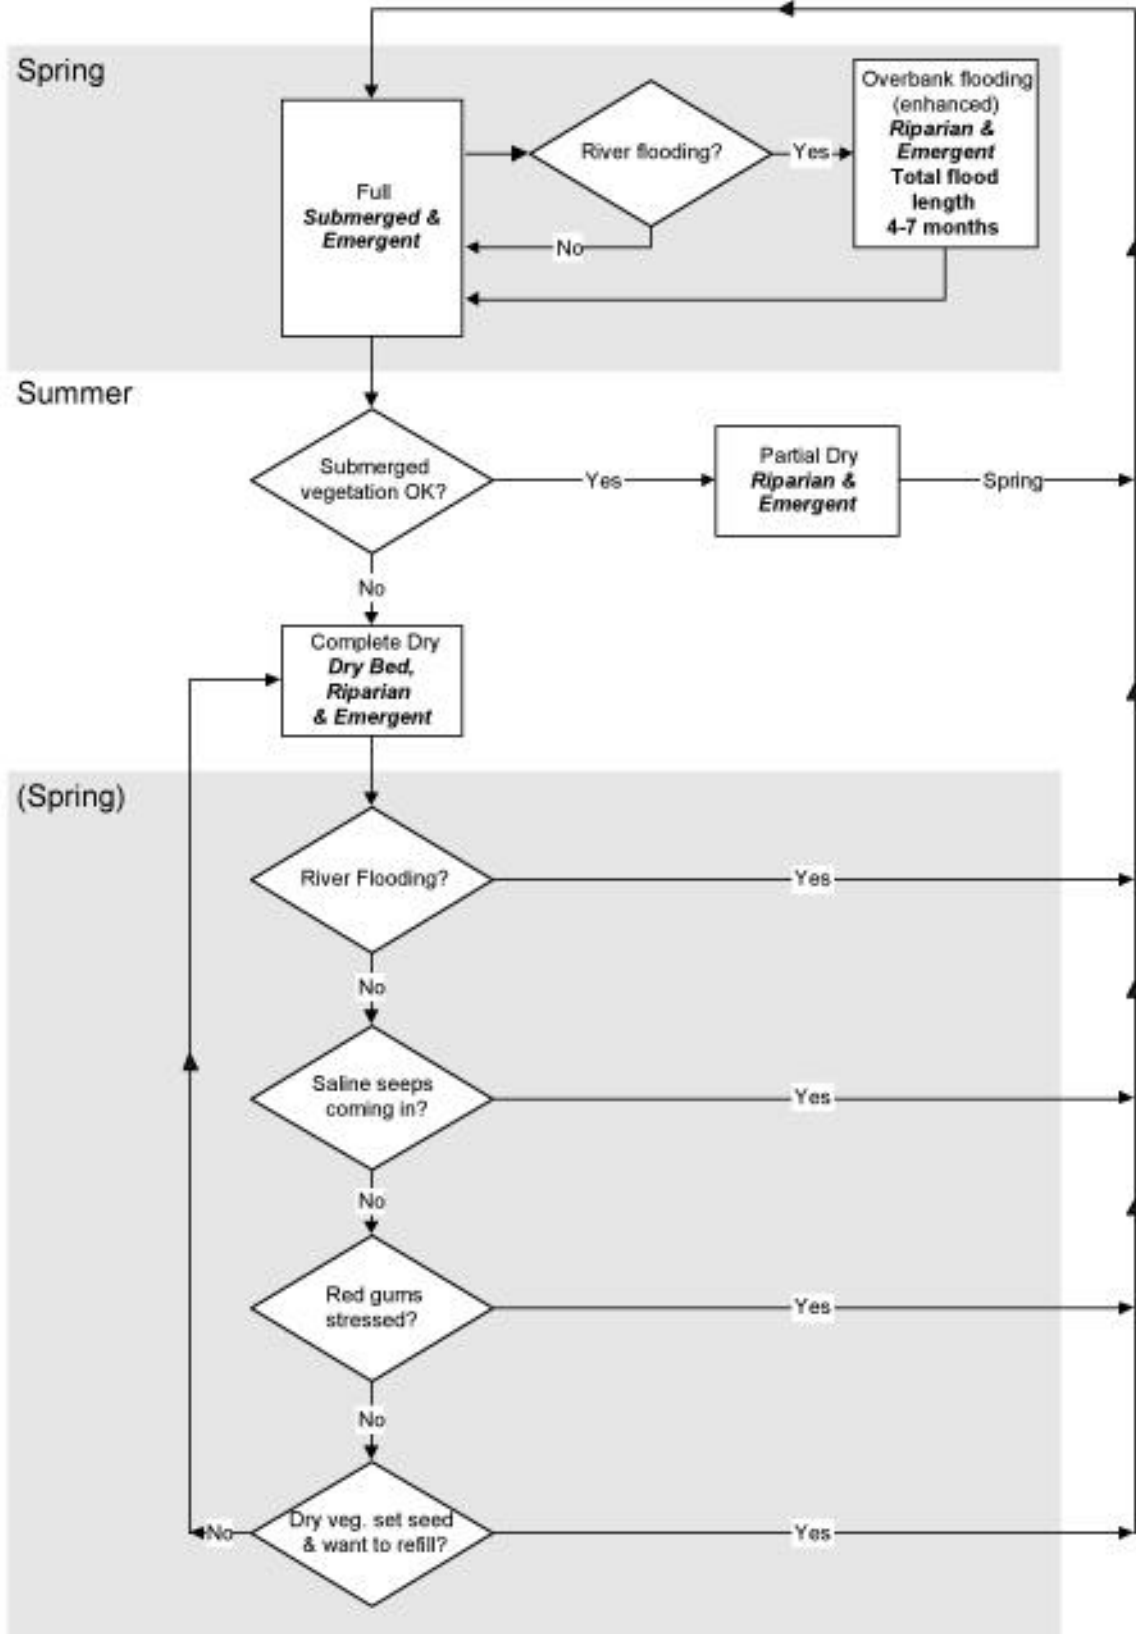 Spring
Full
Submerged &
Emergent
River flooding?
Yes
Overbank flooding
(enhanced)
Riparian &
Emergent
Total flood
length
4-7 months
No
Summer
Submerged
vegetation OK?
Yes
Partial Dry
Riparian &
Emergent
Spring
No
Complete Dry
Dry Bed,
Riparian
& Emergent
(Spring)
River Flooding?
Yes
No
Saline seeps
coming in?
Yes
No
Red gums
stressed?
Yes
No
Dry veg. set seed
& want to refill?
No
Yes